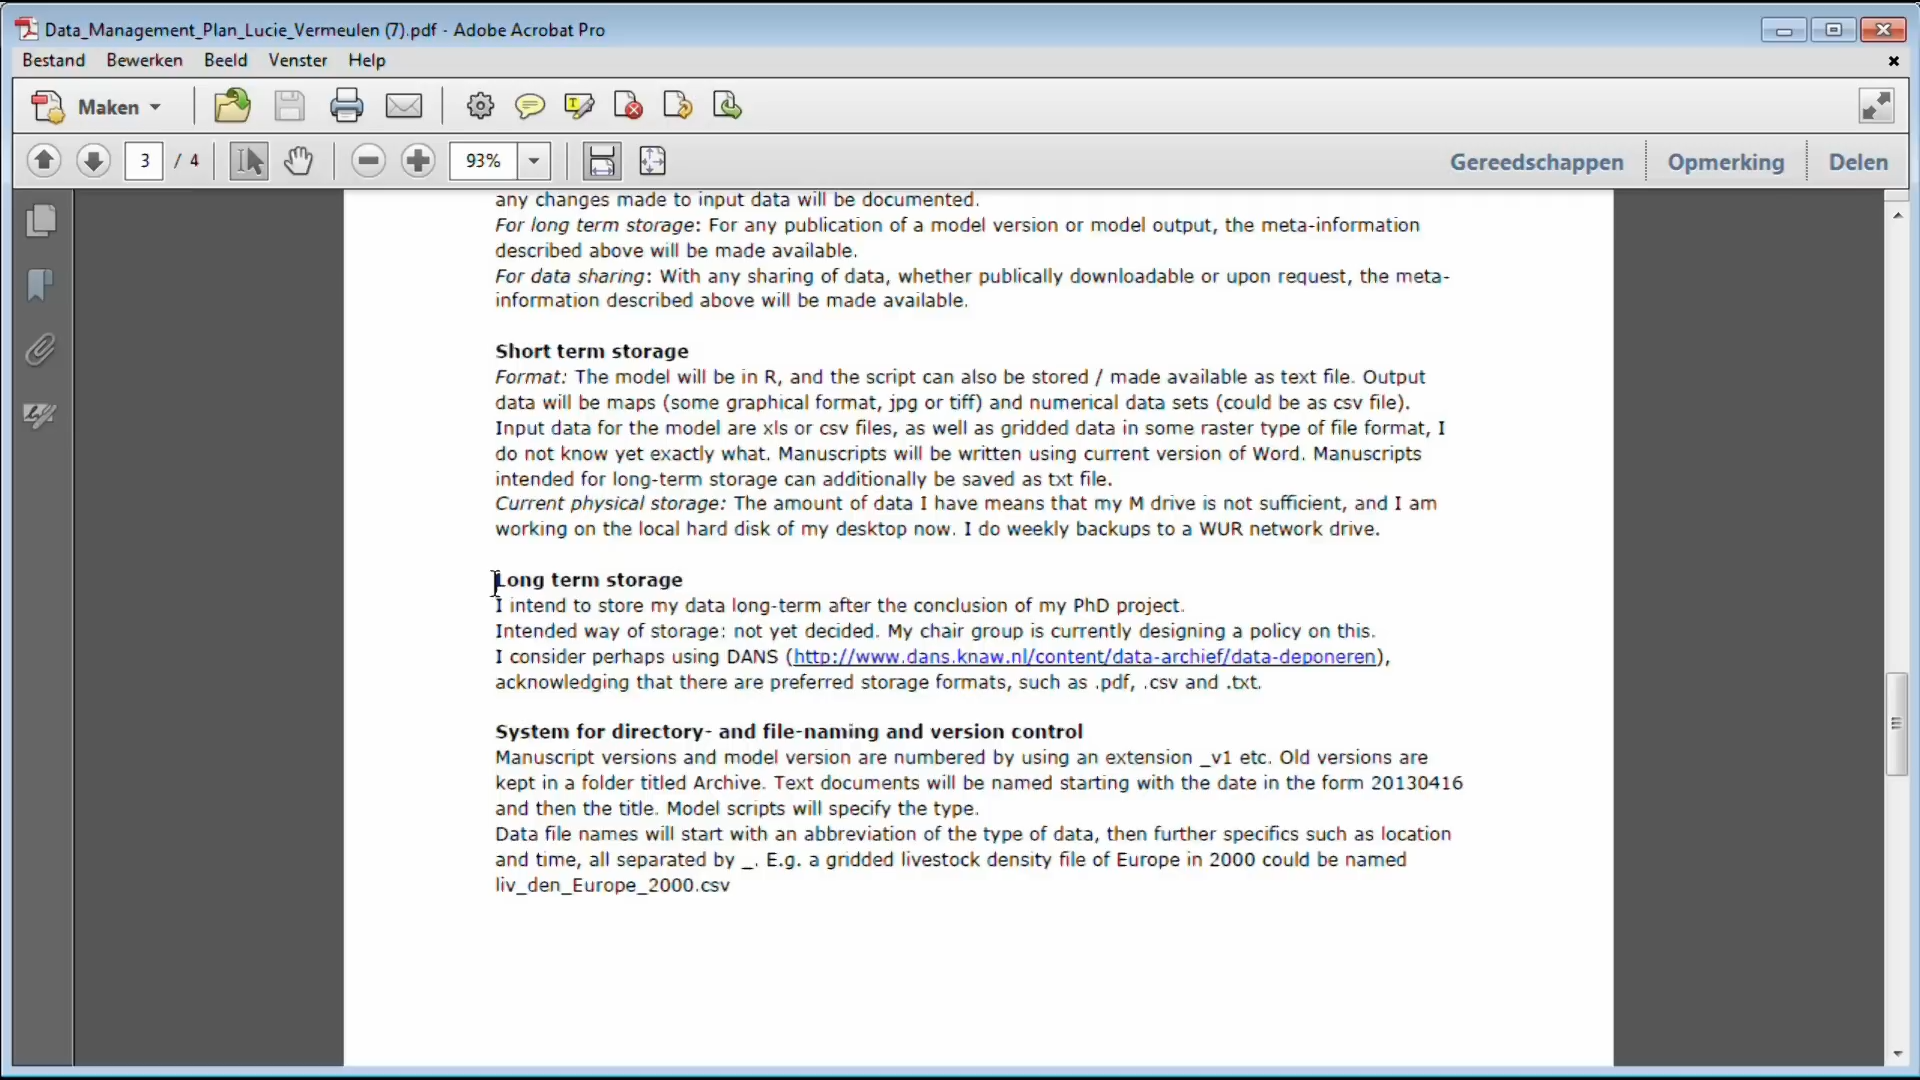 Data_Management_Plan_Lucie_Vermeulen (7).pdf - Adobe Acrobat Pro
Bestand Bewerken Beeld Venster Help
Maken
3 / 4 93% Gereedschappen Opmerking Delen
any changes made to input data will be documented.
For long term storage: For any publication of a model version or model output, the meta-information
described above will be made available.
For data sharing: With any sharing of data, whether publically downloadable or upon request, the meta-
information described above will be made available.
Short term storage
Format: The model will be in R, and the script can also be stored / made available as text file. Output
data will be maps (some graphical format, jpg or tiff) and numerical data sets (could be as csv file).
Input data for the model are xls or csv files, as well as gridded data in some raster type of file format, I
do not know yet exactly what. Manuscripts will be written using current version of Word. Manuscripts
intended for long-term storage can additionally be saved as txt file.
Current physical storage: The amount of data I have means that my M drive is not sufficient, and I am
working on the local hard disk of my desktop now. I do weekly backups to a WUR network drive.
Long term storage
I intend to store my data long-term after the conclusion of my PhD project.
Intended way of storage: not yet decided. My chair group is currently designing a policy on this.
I consider perhaps using DANS (http://www.dans.knaw.nl/content/data-archief/data-deponeren),
acknowledging that there are preferred storage formats, such as .pdf, .csv and .txt.
System for directory- and file-naming and version control
Manuscript versions and model version are numbered by using an extension _v1 etc. Old versions are
kept in a folder titled Archive. Text documents will be named starting with the date in the form 20130416
and then the title. Model scripts will specify the type.
Data file names will start with an abbreviation of the type of data, then further specifics such as location
and time, all separated by _. E.g. a gridded livestock density file of Europe in 2000 could be named
liv_den_Europe_2000.csv